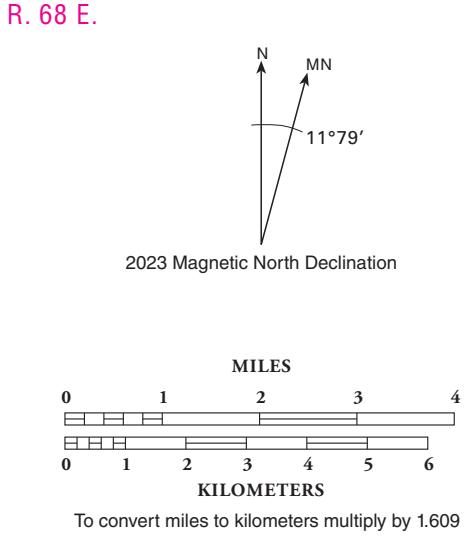 R. 68 E.
N
MN
11°79′
2023 Magnetic North Declination
MILES
0 1 2 3 4
0 1 2 3 4 5 6
KILOMETERS
To convert miles to kilometers multiply by 1.609